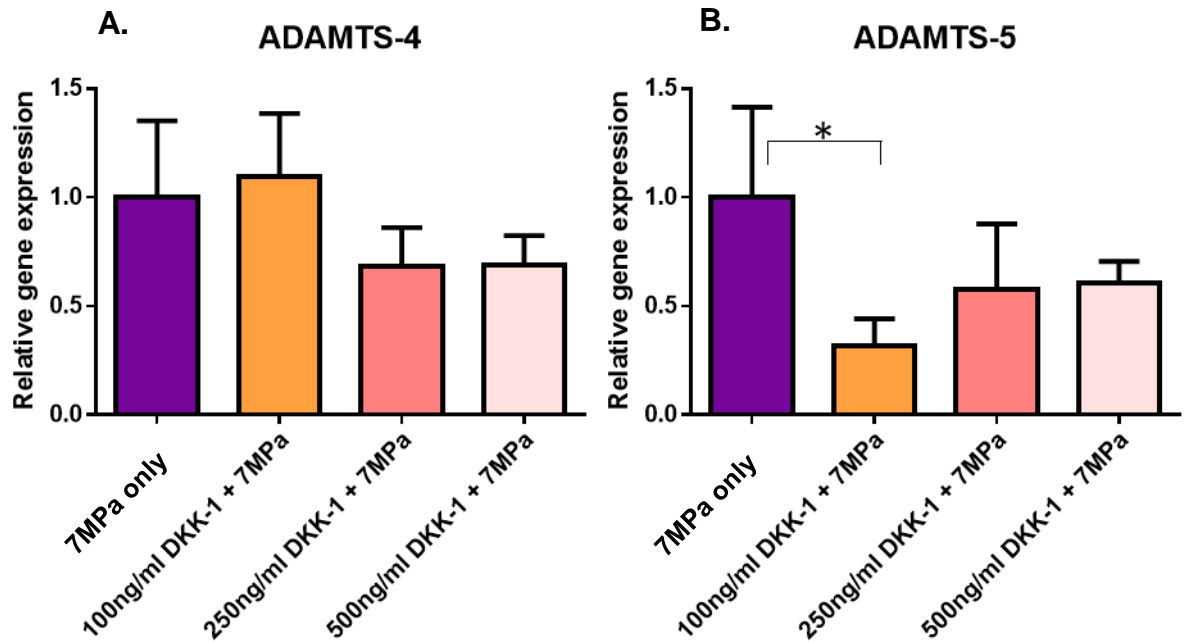 A.
ADAMTS-4
Relative gene expression
1.5
1.0
0.5
0.0
7MPa only
100ng/ml DKK-1 + 7MPa
250ng/ml DKK-1 + 7MPa
500ng/ml DKK-1 + 7MPa
B.
ADAMTS-5
Relative gene expression
1.5
1.0
0.5
0.0
*
7MPa only
100ng/ml DKK-1 + 7MPa
250ng/ml DKK-1 + 7MPa
500ng/ml DKK-1 + 7MPa